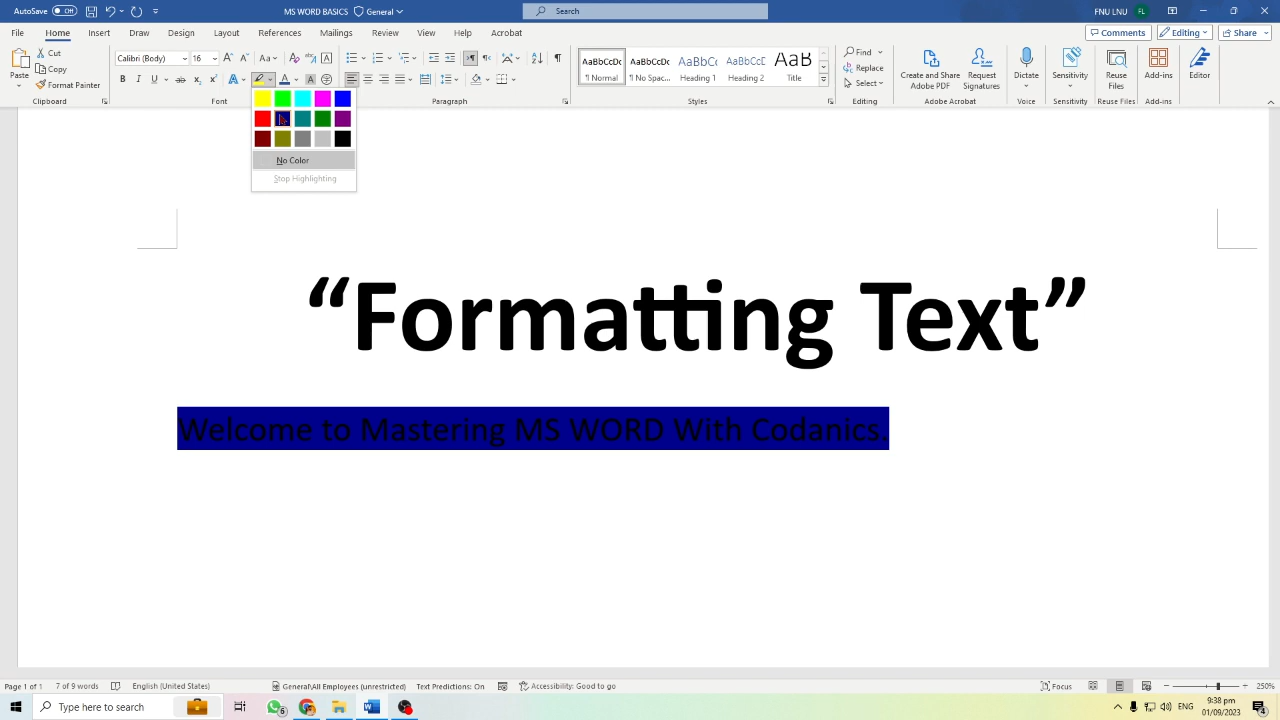 AutoSave Off MS WORD BASICS General Search FNU LNU FL
File Home Insert Draw Design Layout References Mailings Review View Help Acrobat Comments Editing Share
Paste Cut Copy Format Painter
Clipboard
Calibri (Body) 16
Font
Paragraph
AaBbCcDc AaBbCcDc AaBbCc AaBbCcD AaB
¶ Normal ¶ No Spac... Heading 1 Heading 2 Title
Styles
Find
Replace
Select
Editing
Create and Share Adobe PDF
Request Signatures
Adobe Acrobat
Dictate
Voice
Sensitivity
Sensitivity
Reuse Files
Reuse Files
Add-ins
Add-ins
Editor
No Color
Stop Highlighting
“Formatting Text”
Welcome to Mastering MS WORD With Codanics.
Page 1 of 1 7 of 9 words English (United States) General\All Employees (unrestricted) Text Predictions: On Accessibility: Good to go Focus 250%
Type here to search ENG 9:38 pm
01/09/2023